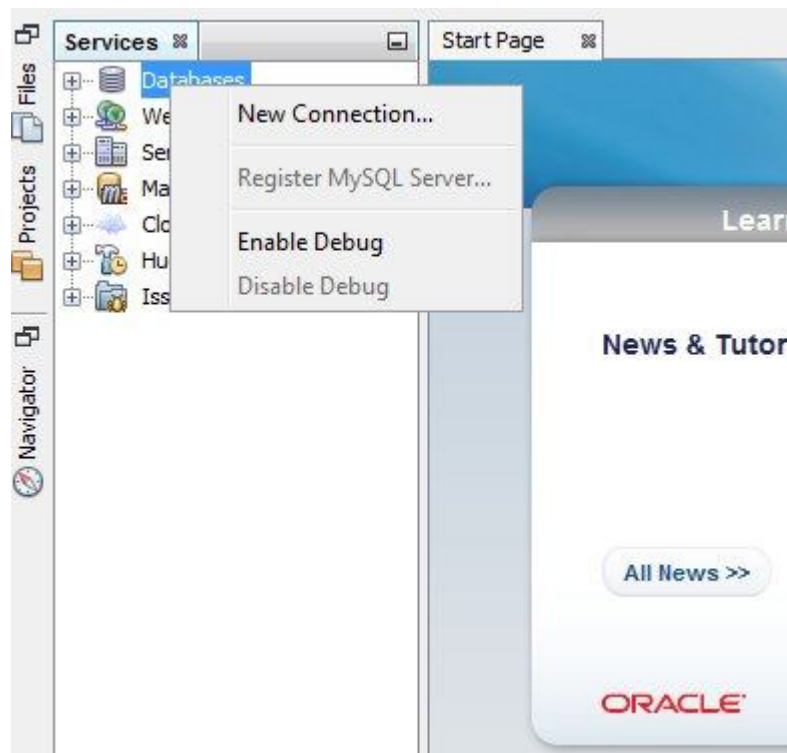 Files
Projects
Navigator
Services
Databases
We
Ser
Ma
Clo
Hu
Iss
New Connection...
Register MySQL Server...
Enable Debug
Disable Debug
Start Page
Lear
News & Tutor
All News >>
ORACLE